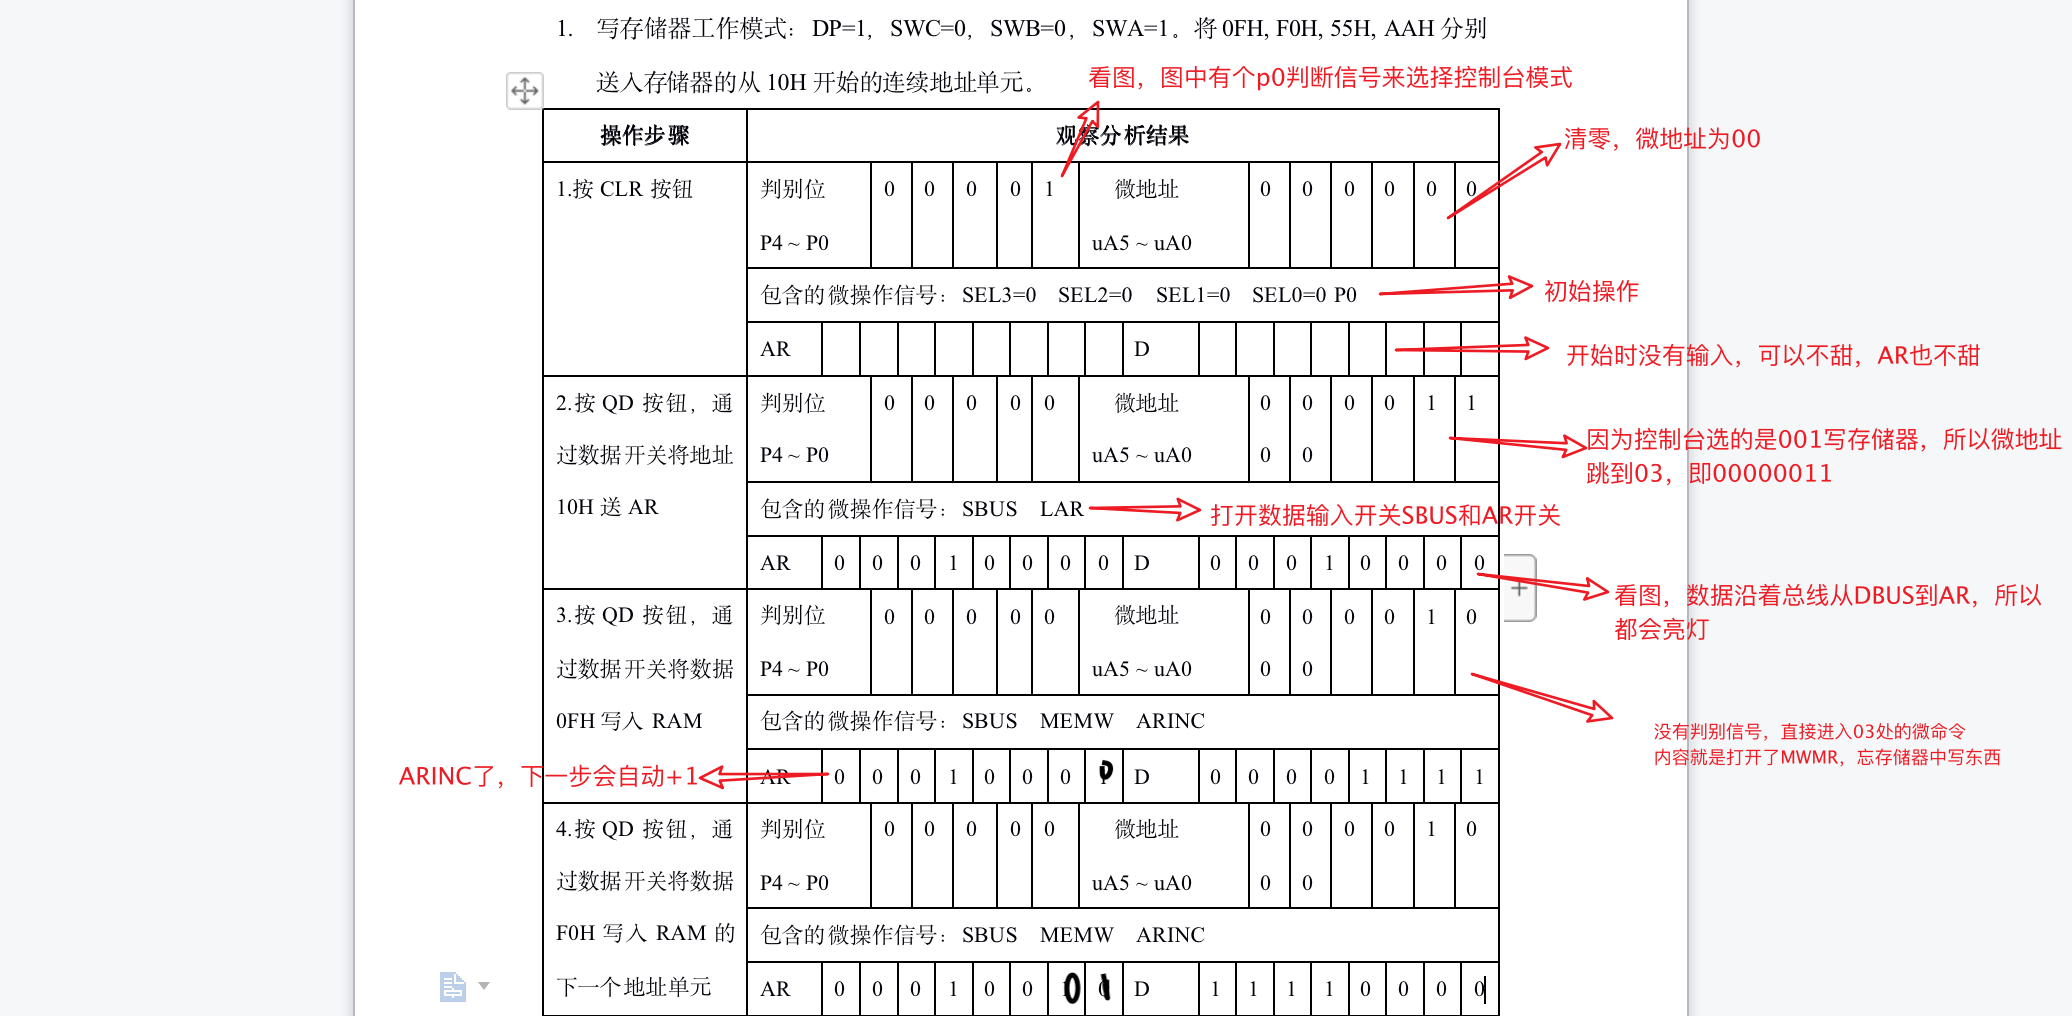 1. 写存储器工作模式：DP=1，SWC=0，SWB=0，SWA=1。将0FH, F0H, 55H, AAH 分别
送入存储器的从 10H 开始的连续地址单元。
看图，图中有个p0判断信号来选择控制台模式
操作步骤 观察分析结果
清零，微地址为00
1.按 CLR 按钮 判别位 0 0 0 0 1 微地址 0 0 0 0 0 0
P4 ~ P0 uA5 ~ uA0
包含的微操作信号：SEL3=0 SEL2=0 SEL1=0 SEL0=0 P0
初始操作
AR D
开始时没有输入，可以不甜，AR也不甜
2.按 QD 按钮，通 判别位 0 0 0 0 0 微地址 0 0 0 0 1 1
过数据开关将地址 P4 ~ P0 uA5 ~ uA0 0 0
因为控制台选的是001写存储器，所以微地址
跳到03，即00000011
10H 送 AR 包含的微操作信号：SBUS LAR
打开数据输入开关SBUS和AR开关
AR 0 0 0 1 0 0 0 0 D 0 0 0 1 0 0 0 0
看图，数据沿着总线从DBUS到AR，所以
都会亮灯
3.按 QD 按钮，通 判别位 0 0 0 0 0 微地址 0 0 0 0 1 0
过数据开关将数据 P4 ~ P0 uA5 ~ uA0 0 0
0FH 写入 RAM 包含的微操作信号：SBUS MEMW ARINC
没有判别信号，直接进入03处的微命令
内容就是打开了MWMR，忘存储器中写东西
ARINC了，下一步会自动+1
AR 0 0 0 1 0 0 0 0 D 0 0 0 0 1 1 1 1
4.按 QD 按钮，通 判别位 0 0 0 0 0 微地址 0 0 0 0 1 0
过数据开关将数据 P4 ~ P0 uA5 ~ uA0 0 0
F0H 写入 RAM 的 包含的微操作信号：SBUS MEMW ARINC
下一个地址单元 AR 0 0 0 1 0 0 0 1 D 1 1 1 1 0 0 0 0